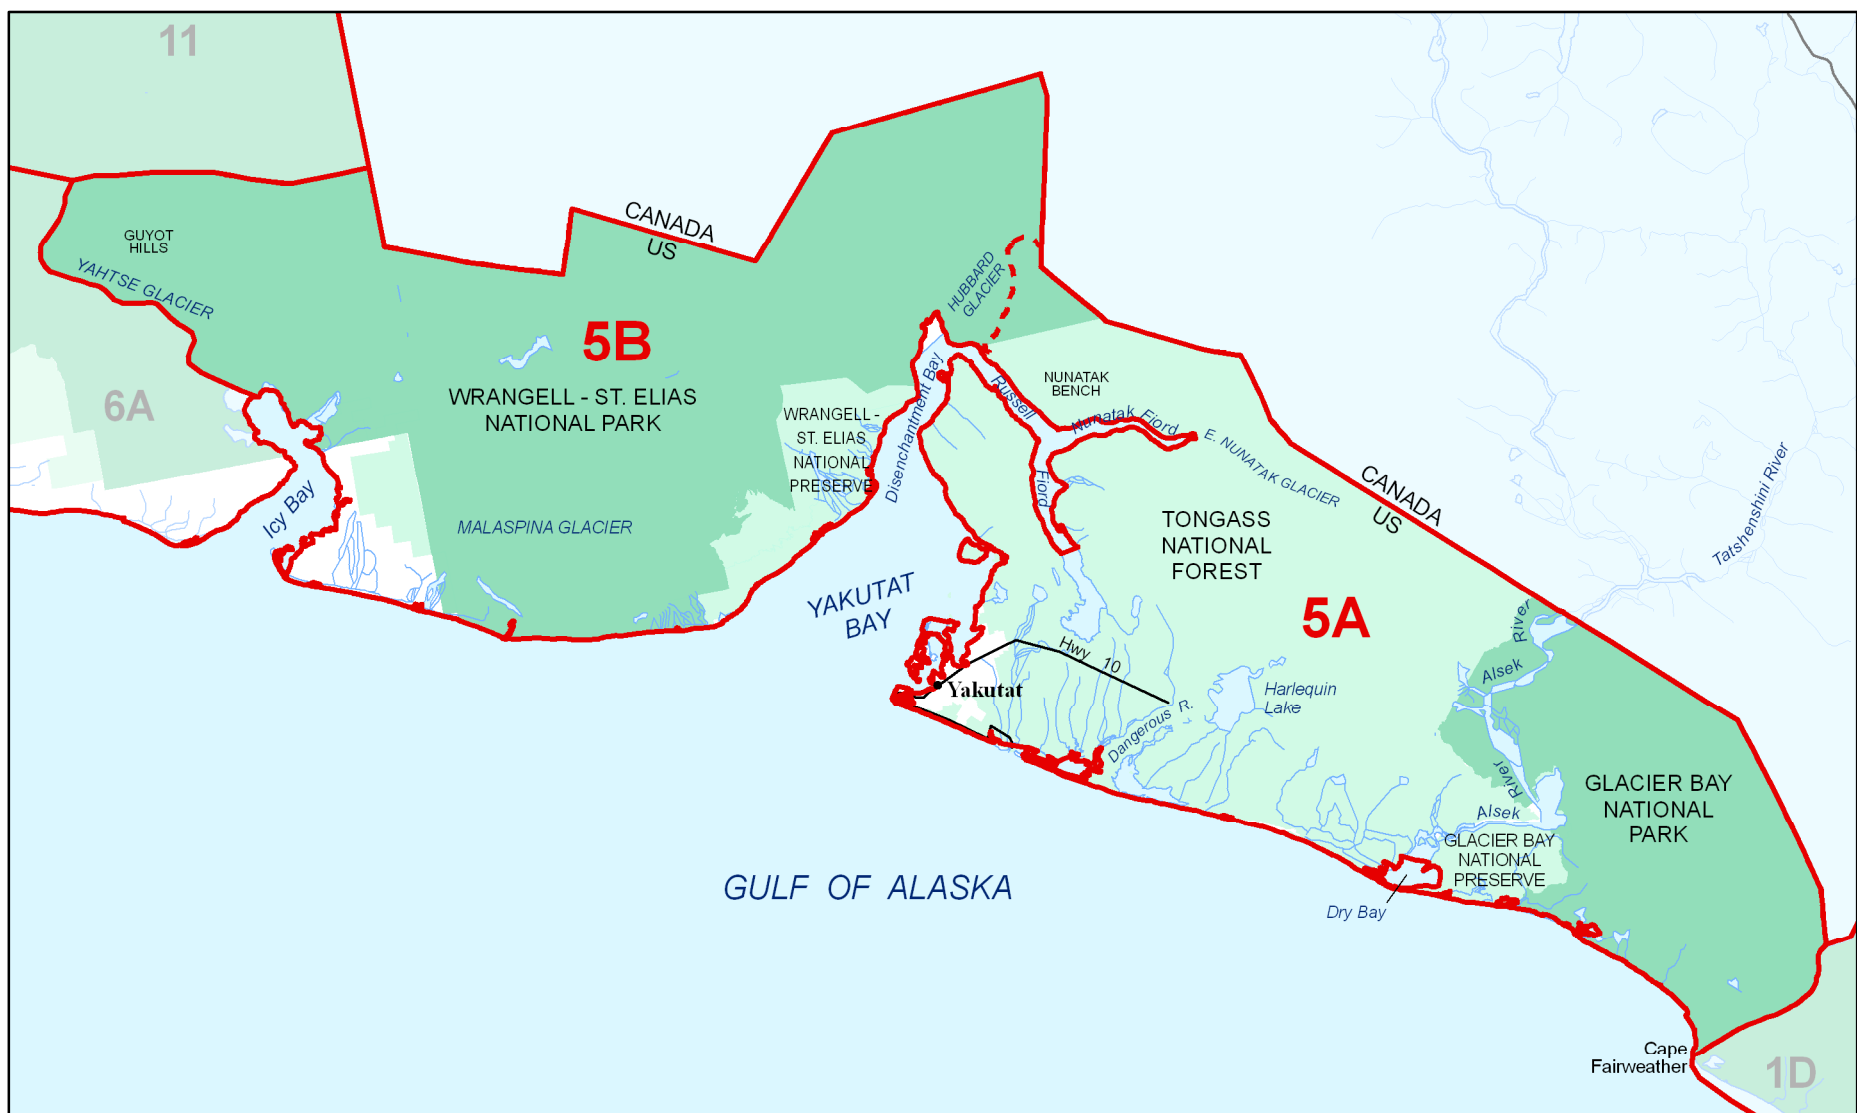 11
CANADA
US
GUYOT
HILLS
YAHTSE GLACIER
HUBBARD
GLACIER
5B
6A
WRANGELL - ST. ELIAS
NATIONAL PARK
WRANGELL -
ST. ELIAS
NATIONAL
PRESERVE
Disenchantment Bay
Russell
Fiord
NUNATAK
BENCH
Nunatak Fiord
E. NUNATAK GLACIER
CANADA
US
Icy Bay
MALASPINA GLACIER
TONGASS
NATIONAL
FOREST
Tatshenshini River
YAKUTAT
BAY
5A
Hwy 10
Yakutat
Dangerous R.
Harlequin
Lake
Alsek
River
River
Alsek
GLACIER BAY
NATIONAL
PARK
GLACIER BAY
NATIONAL
PRESERVE
Dry Bay
GULF OF ALASKA
Cape
Fairweather
1D